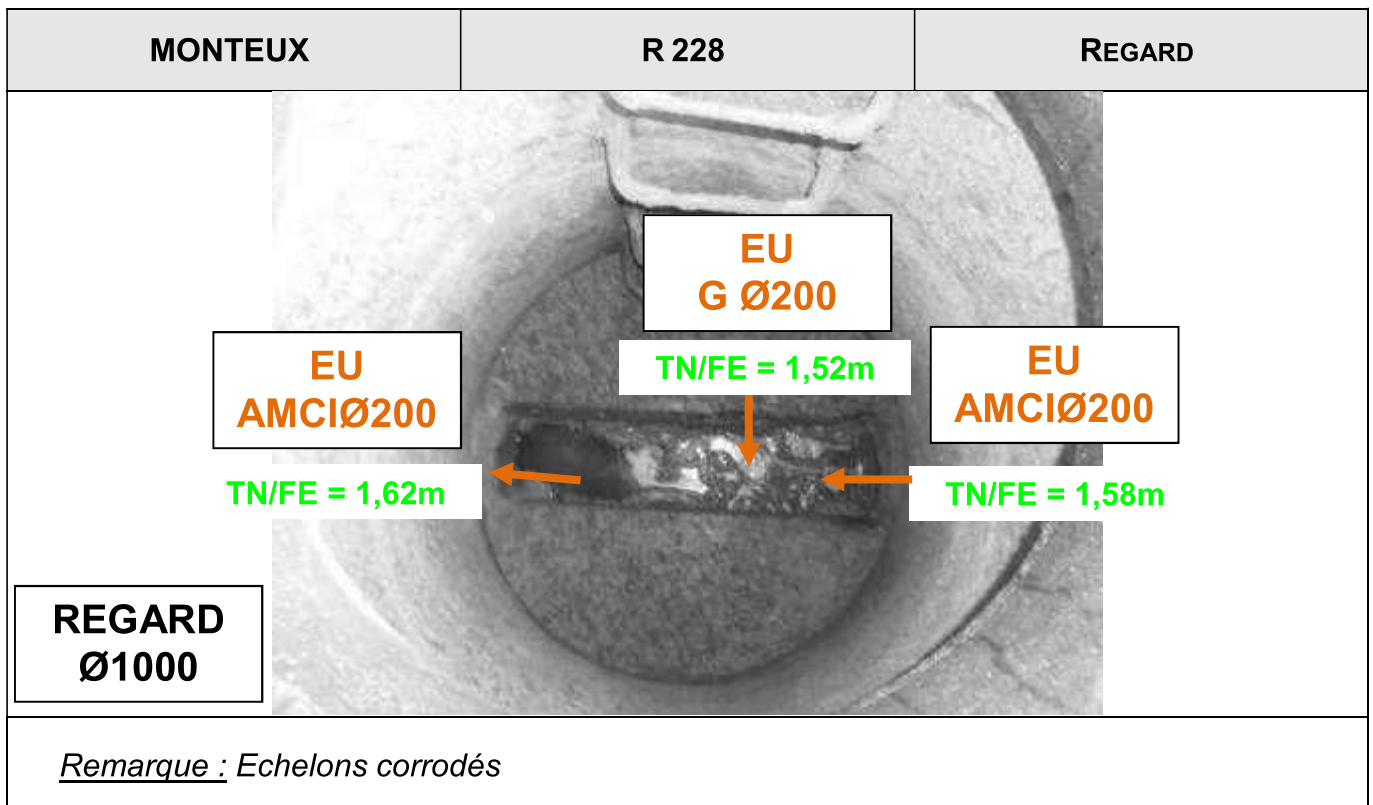 MONTEUX
R 228
REGARD
EU
G Ø200
TN/FE = 1,52m
EU
AMCIØ200
TN/FE = 1,62m
EU
AMCIØ200
TN/FE = 1,58m
REGARD
Ø1000
Remarque : Echelons corrodés